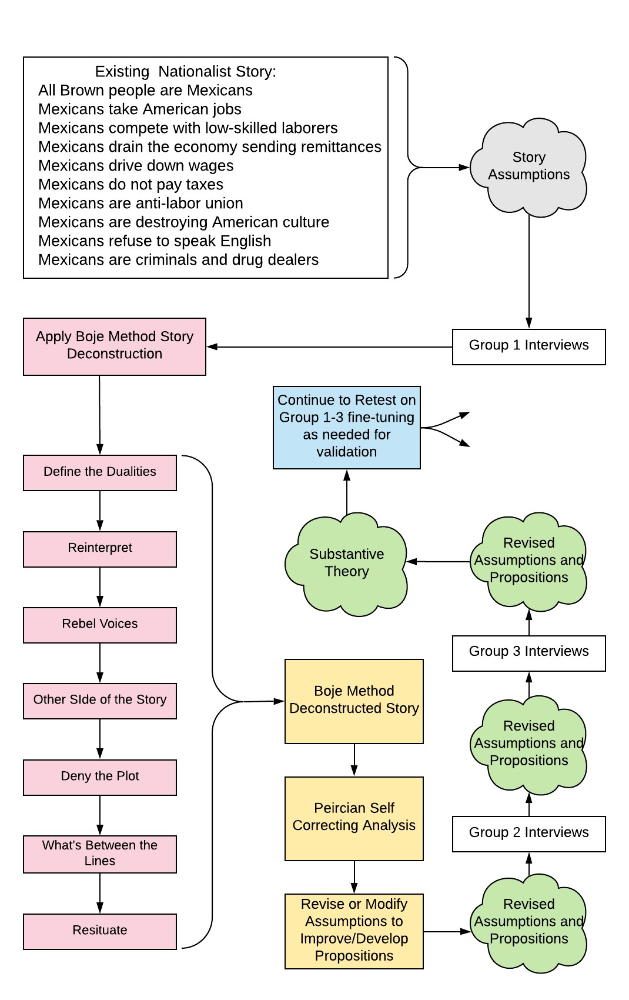 Existing  Nationalist Story:
All Brown people are Mexicans
Mexicans take American jobs
Mexicans compete with low-skilled laborers
Mexicans drain the economy sending remittances
Mexicans drive down wages
Mexicans do not pay taxes
Mexicans are anti-labor union
Mexicans are destroying American culture
Mexicans refuse to speak English
Mexicans are criminals and drug dealers
Story
Assumptions
Group 1 Interviews
Apply Boje Method Story
Deconstruction
Define the Dualities
Reinterpret
Rebel Voices
Other SIde of the Story
Deny the Plot
What's Between the
Lines
Resituate
Boje Method
Deconstructed Story
Peircian Self
Correcting Analysis
Revise or Modify
Assumptions to
Improve/Develop
Propositions
Revised
Assumptions and
Propositions
Group 2 Interviews
Revised
Assumptions and
Propositions
Group 3 Interviews
Revised
Assumptions and
Propositions
Substantive
Theory
Continue to Retest on
Group 1-3 fine-tuning
as needed for
validation